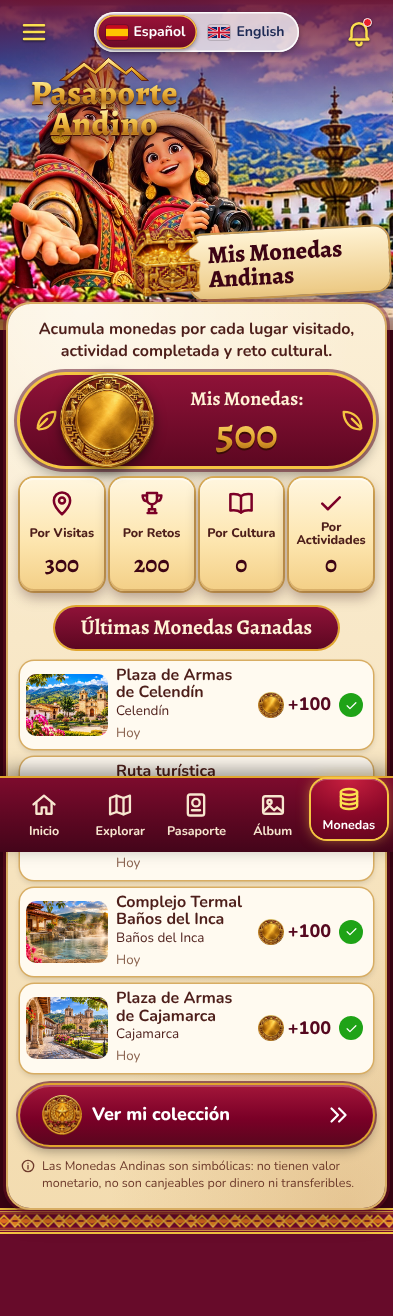 Español
English
Pasaporte
Andino
Mis Monedas
Andinas
Acumula monedas por cada lugar visitado,
actividad completada y reto cultural.
Mis Monedas:
500
Por Visitas
300
Por Retos
200
Por Cultura
0
Por
Actividades
0
Últimas Monedas Ganadas
Plaza de Armas
de Celendín
Celendín
Hoy
+100
Ruta turística
Inicio
Explorar
Pasaporte
Álbum
Monedas
Hoy
Complejo Termal
Baños del Inca
Baños del Inca
Hoy
+100
Plaza de Armas
de Cajamarca
Cajamarca
Hoy
+100
Ver mi colección
Las Monedas Andinas son simbólicas: no tienen valor
monetario, no son canjeables por dinero ni transferibles.